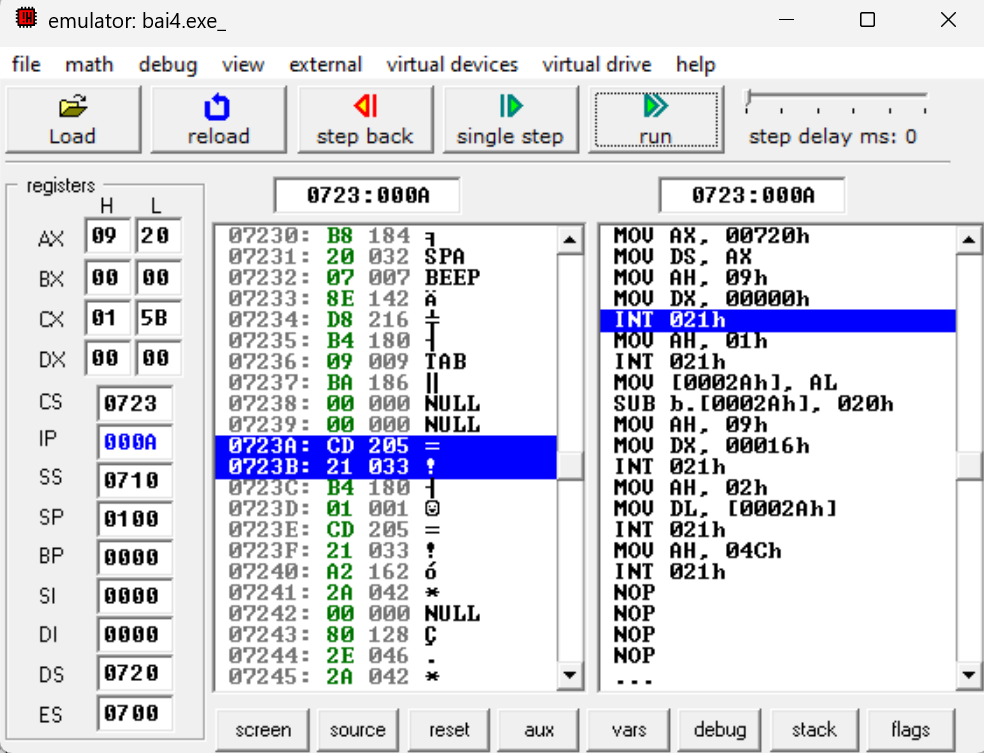 emulator: bai4.exe_
file math debug view external virtual devices virtual drive help
Load reload step back single step run step delay ms: 0
registers
H L
AX 09 20
BX 00 00
CX 01 5B
DX 00 00
CS 0723
IP 000A
SS 0710
SP 0100
BP 0000
SI 0000
DI 0000
DS 0720
ES 0700
0723:000A
07230: B8 184 ╕
07231: 20 032 SPA
07232: 07 007 BEEP
07233: 8E 142 Ä
07234: D8 216 ╪
07235: B4 180 ┤
07236: 09 009 TAB
07237: BA 186 ║
07238: 00 000 NULL
07239: 00 000 NULL
0723A: CD 205 ═
0723B: 21 033 !
0723C: B4 180 ┤
0723D: 01 001 ☺
0723E: CD 205 ═
0723F: 21 033 !
07240: A2 162 ó
07241: 2A 042 *
07242: 00 000 NULL
07243: 80 128 Ç
07244: 2E 046 .
07245: 2A 042 *
0723:000A
MOV AX, 00720h
MOV DS, AX
MOV AH, 09h
MOV DX, 00000h
INT 021h
MOV AH, 01h
INT 021h
MOV [0002Ah], AL
SUB b.[0002Ah], 020h
MOV AH, 09h
MOV DX, 00016h
INT 021h
MOV AH, 02h
MOV DL, [0002Ah]
INT 021h
MOV AH, 04Ch
INT 021h
NOP
NOP
NOP
NOP
...
screen source reset aux vars debug stack flags